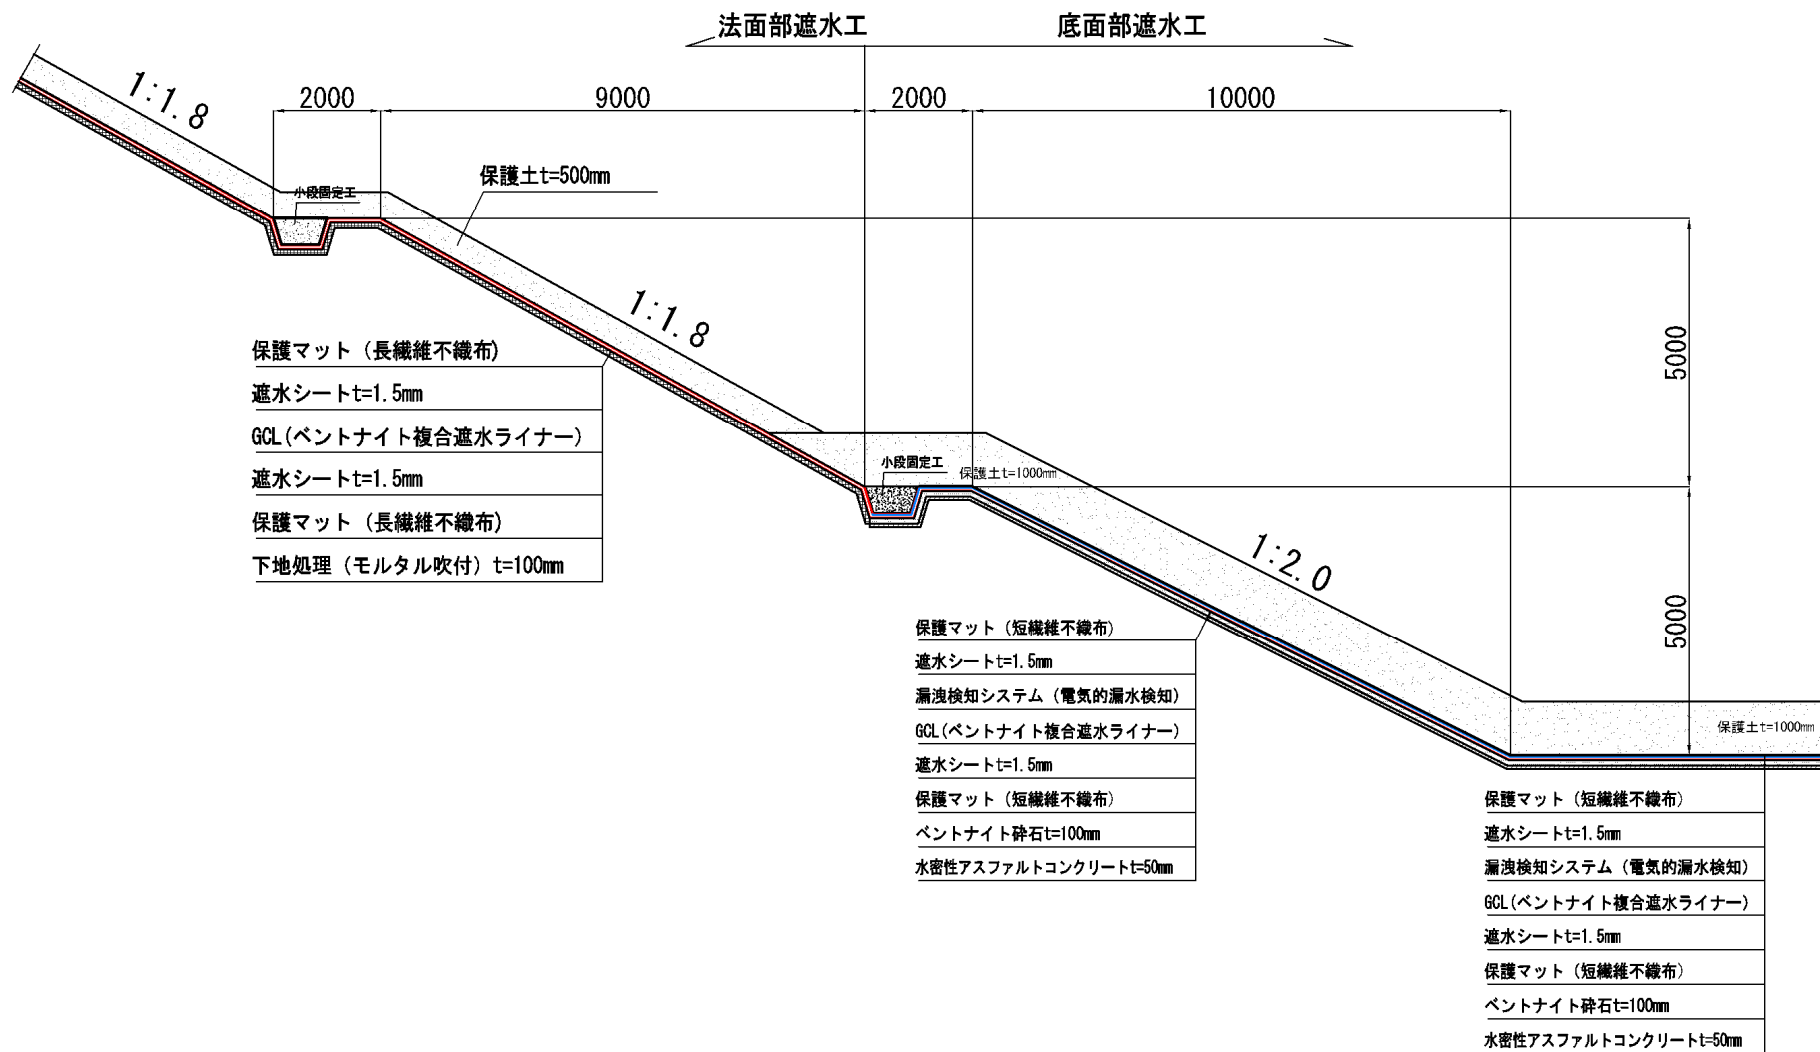 法面部遮水工
底面部遮水工
1:1.8
2000
9000
2000
10000
保護土t=500mm
小段固定工
1:1.8
5000
保護マット（長繊維不織布）
遮水シートt=1.5mm
GCL(ベントナイト複合遮水ライナー）
遮水シートt=1.5mm
保護マット（長繊維不織布）
下地処理（モルタル吹付）t=100mm
小段固定工
保護土t=1000mm
1:2.0
5000
保護マット（短繊維不織布）
遮水シートt=1.5mm
漏洩検知システム（電気的漏水検知）
GCL(ベントナイト複合遮水ライナー）
遮水シートt=1.5mm
保護マット（短繊維不織布）
ベントナイト砕石t=100mm
水密性アスファルトコンクリートt=50mm
保護土t=1000mm
保護マット（短繊維不織布）
遮水シートt=1.5mm
漏洩検知システム（電気的漏水検知）
GCL(ベントナイト複合遮水ライナー）
遮水シートt=1.5mm
保護マット（短繊維不織布）
ベントナイト砕石t=100mm
水密性アスファルトコンクリートt=50mm